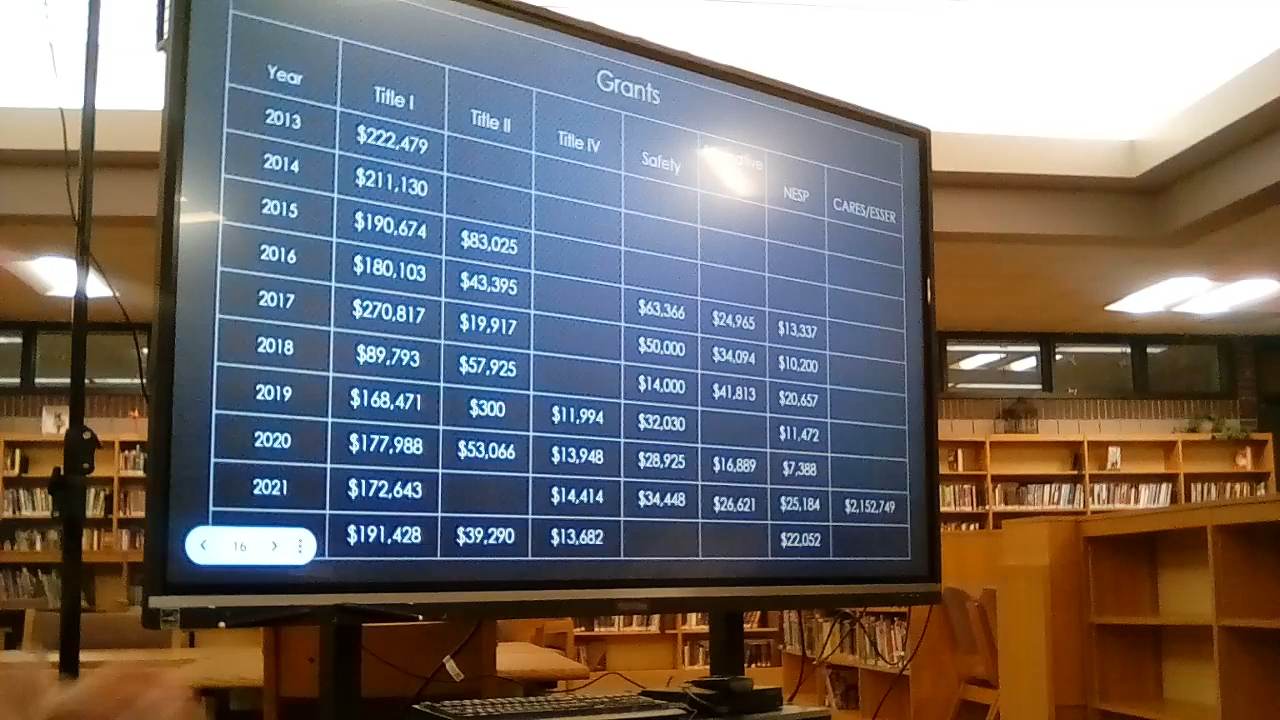 Grants
Year Title I Title II Title IV Safety NESP CARES/ESSER
2013 $222,479
2014 $211,130
2015 $190,674 $83,025
2016 $180,103 $43,395 $63,366 $24,965 $13,337
2017 $270,817 $19,917 $50,000 $34,094 $10,200
2018 $89,793 $57,925 $14,000 $41,813 $20,657
2019 $168,471 $300 $11,994 $32,030 $11,472
2020 $177,988 $53,066 $13,948 $28,925 $16,889 $7,388
2021 $172,643 $14,414 $34,448 $26,621 $25,184 $2,152,749
$191,428 $39,290 $13,682 $22,052
16